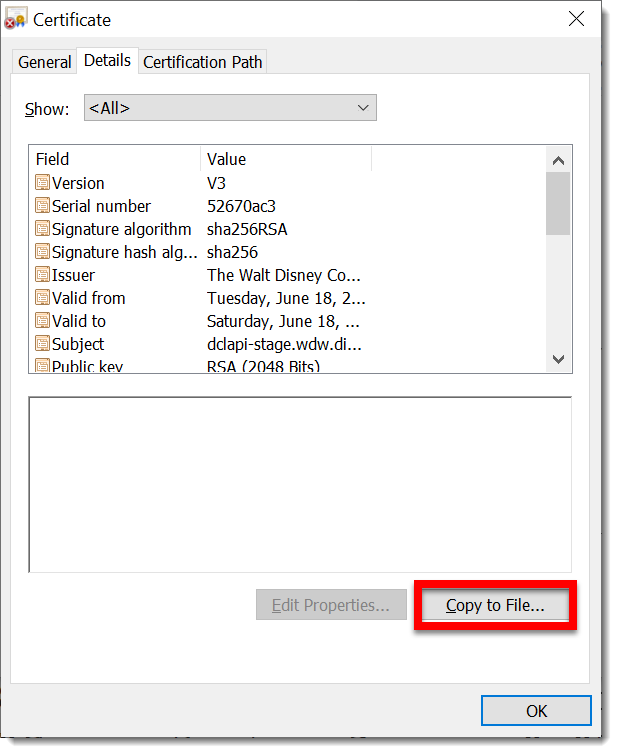 Certificate
General Details Certification Path
Show: <All>
Field Value
Version V3
Serial number 52670ac3
Signature algorithm sha256RSA
Signature hash alg... sha256
Issuer The Walt Disney Co...
Valid from Tuesday, June 18, 2...
Valid to Saturday, June 18, ...
Subject dclapi-stage.wdw.di...
Public key RSA (2048 Bits)
Edit Properties... Copy to File...
OK